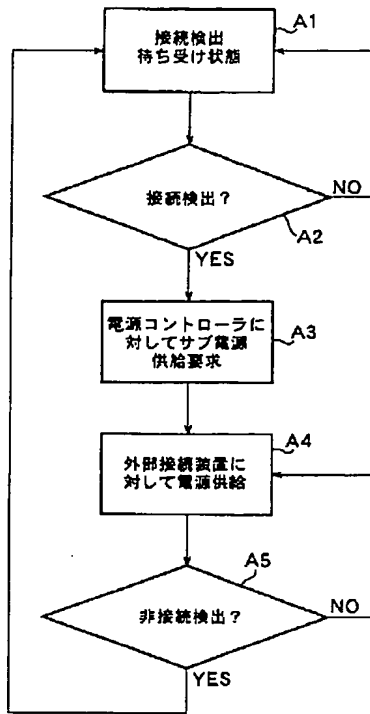 A1
接続検出
待ち受け状態
接続検出？
NO
A2
YES
電源コントローラに
対してサブ電源
供給要求
A3
A4
外部接続装置に
対して電源供給
A5
非接続検出？
NO
YES